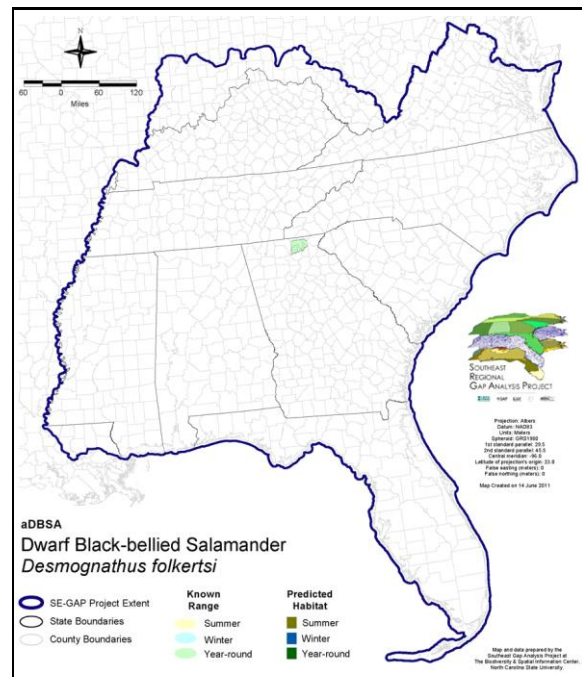 N
60 0 60 120
Miles
SOUTHEAST
REGIONAL
GAP ANALYSIS PROJECT
Projection: Albers
Datum: NAD83
Units: Meters
Spheroid: GRS1980
1st standard parallel: 29.5
2nd standard parallel: 45.5
Central meridian: -96.0
Latitude of projection's origin: 23.0
False easting (meters): 0
False northing (meters): 0
Map Created on 14 June 2011
aDBSA
Dwarf Black-bellied Salamander
Desmognathus folkertsi
SE-GAP Project Extent
State Boundaries
County Boundaries
Known
Range
Summer
Winter
Year-round
Predicted
Habitat
Summer
Winter
Year-round
Map and data prepared by the
Southeast Gap Analysis Project at
The Biodiversity & Spatial Information Center,
North Carolina State University.